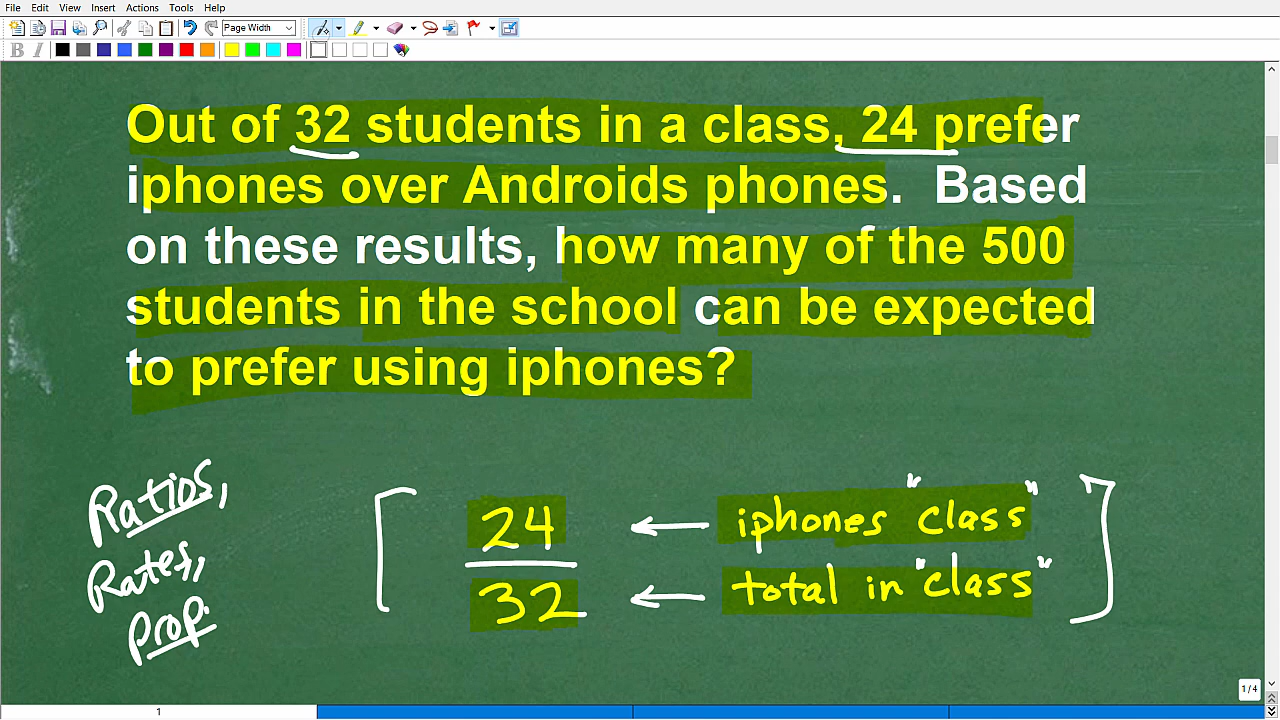 File Edit View Insert Actions Tools Help
Page Width
B I
Out of 32 students in a class, 24 prefer
iphones over Androids phones. Based
on these results, how many of the 500
students in the school can be expected
to prefer using iphones?
Ratios,
Rates,
Prop.
24 ← iphones "class"
32 ← total in "class"
1/4
1